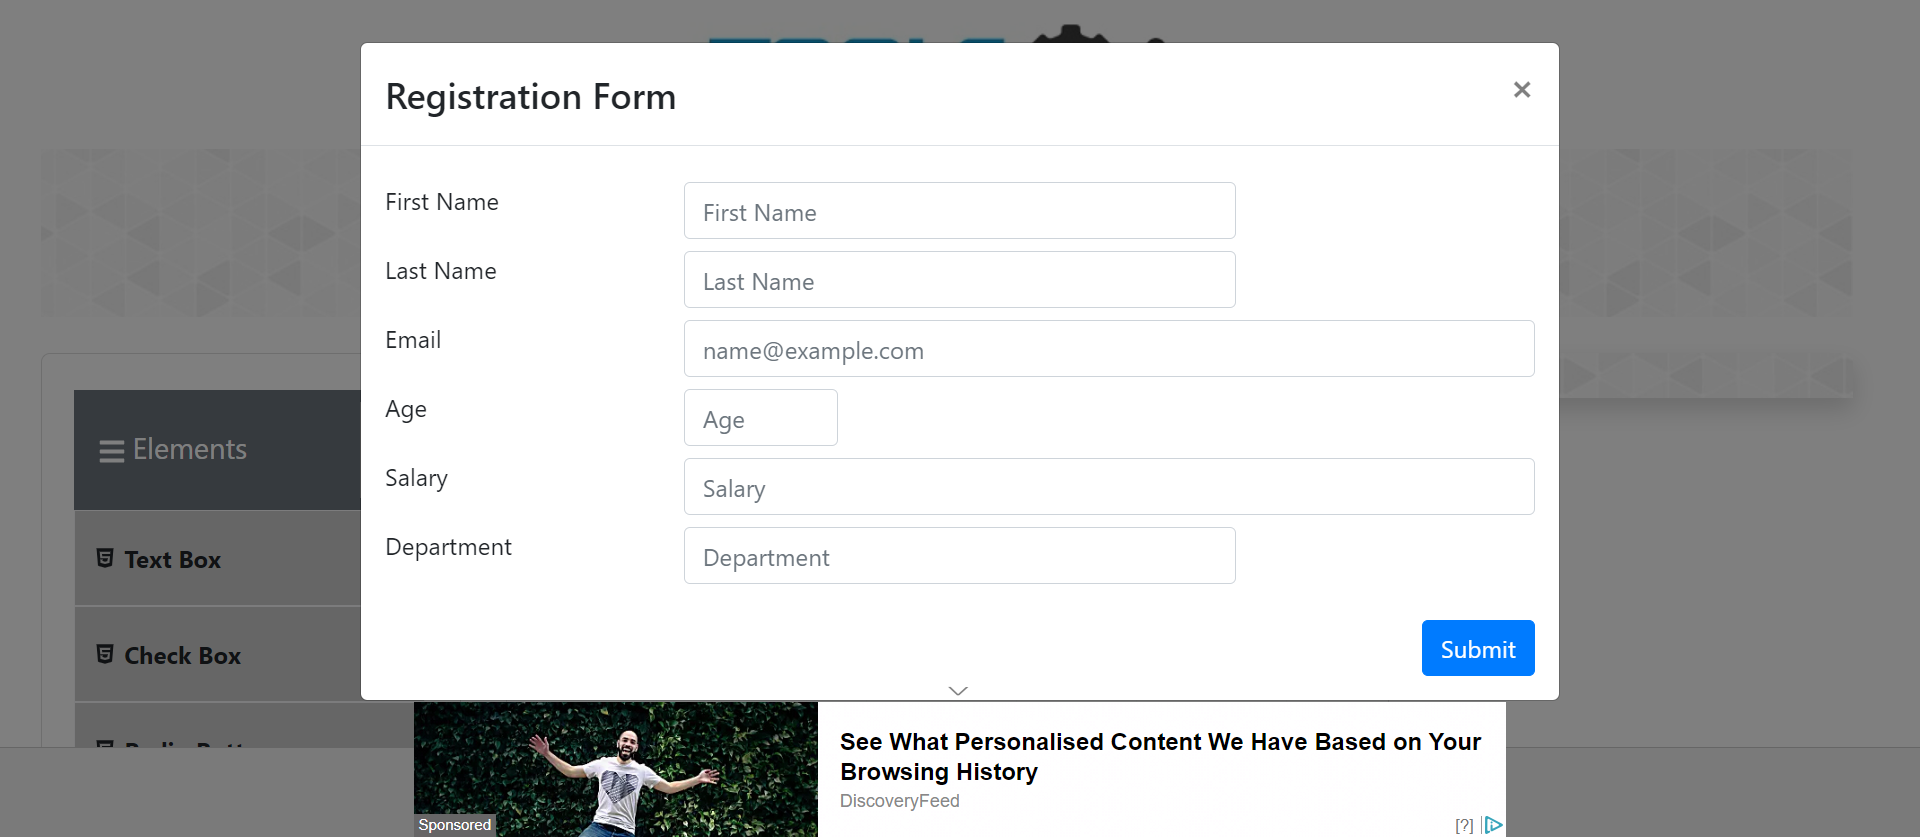 Registration Form
×
First Name
First Name
Last Name
Last Name
Email
name@example.com
Age
Age
Salary
Salary
Department
Department
Submit
Elements
Text Box
Check Box
See What Personalised Content We Have Based on Your
Browsing History
DiscoveryFeed
Sponsored
[?]